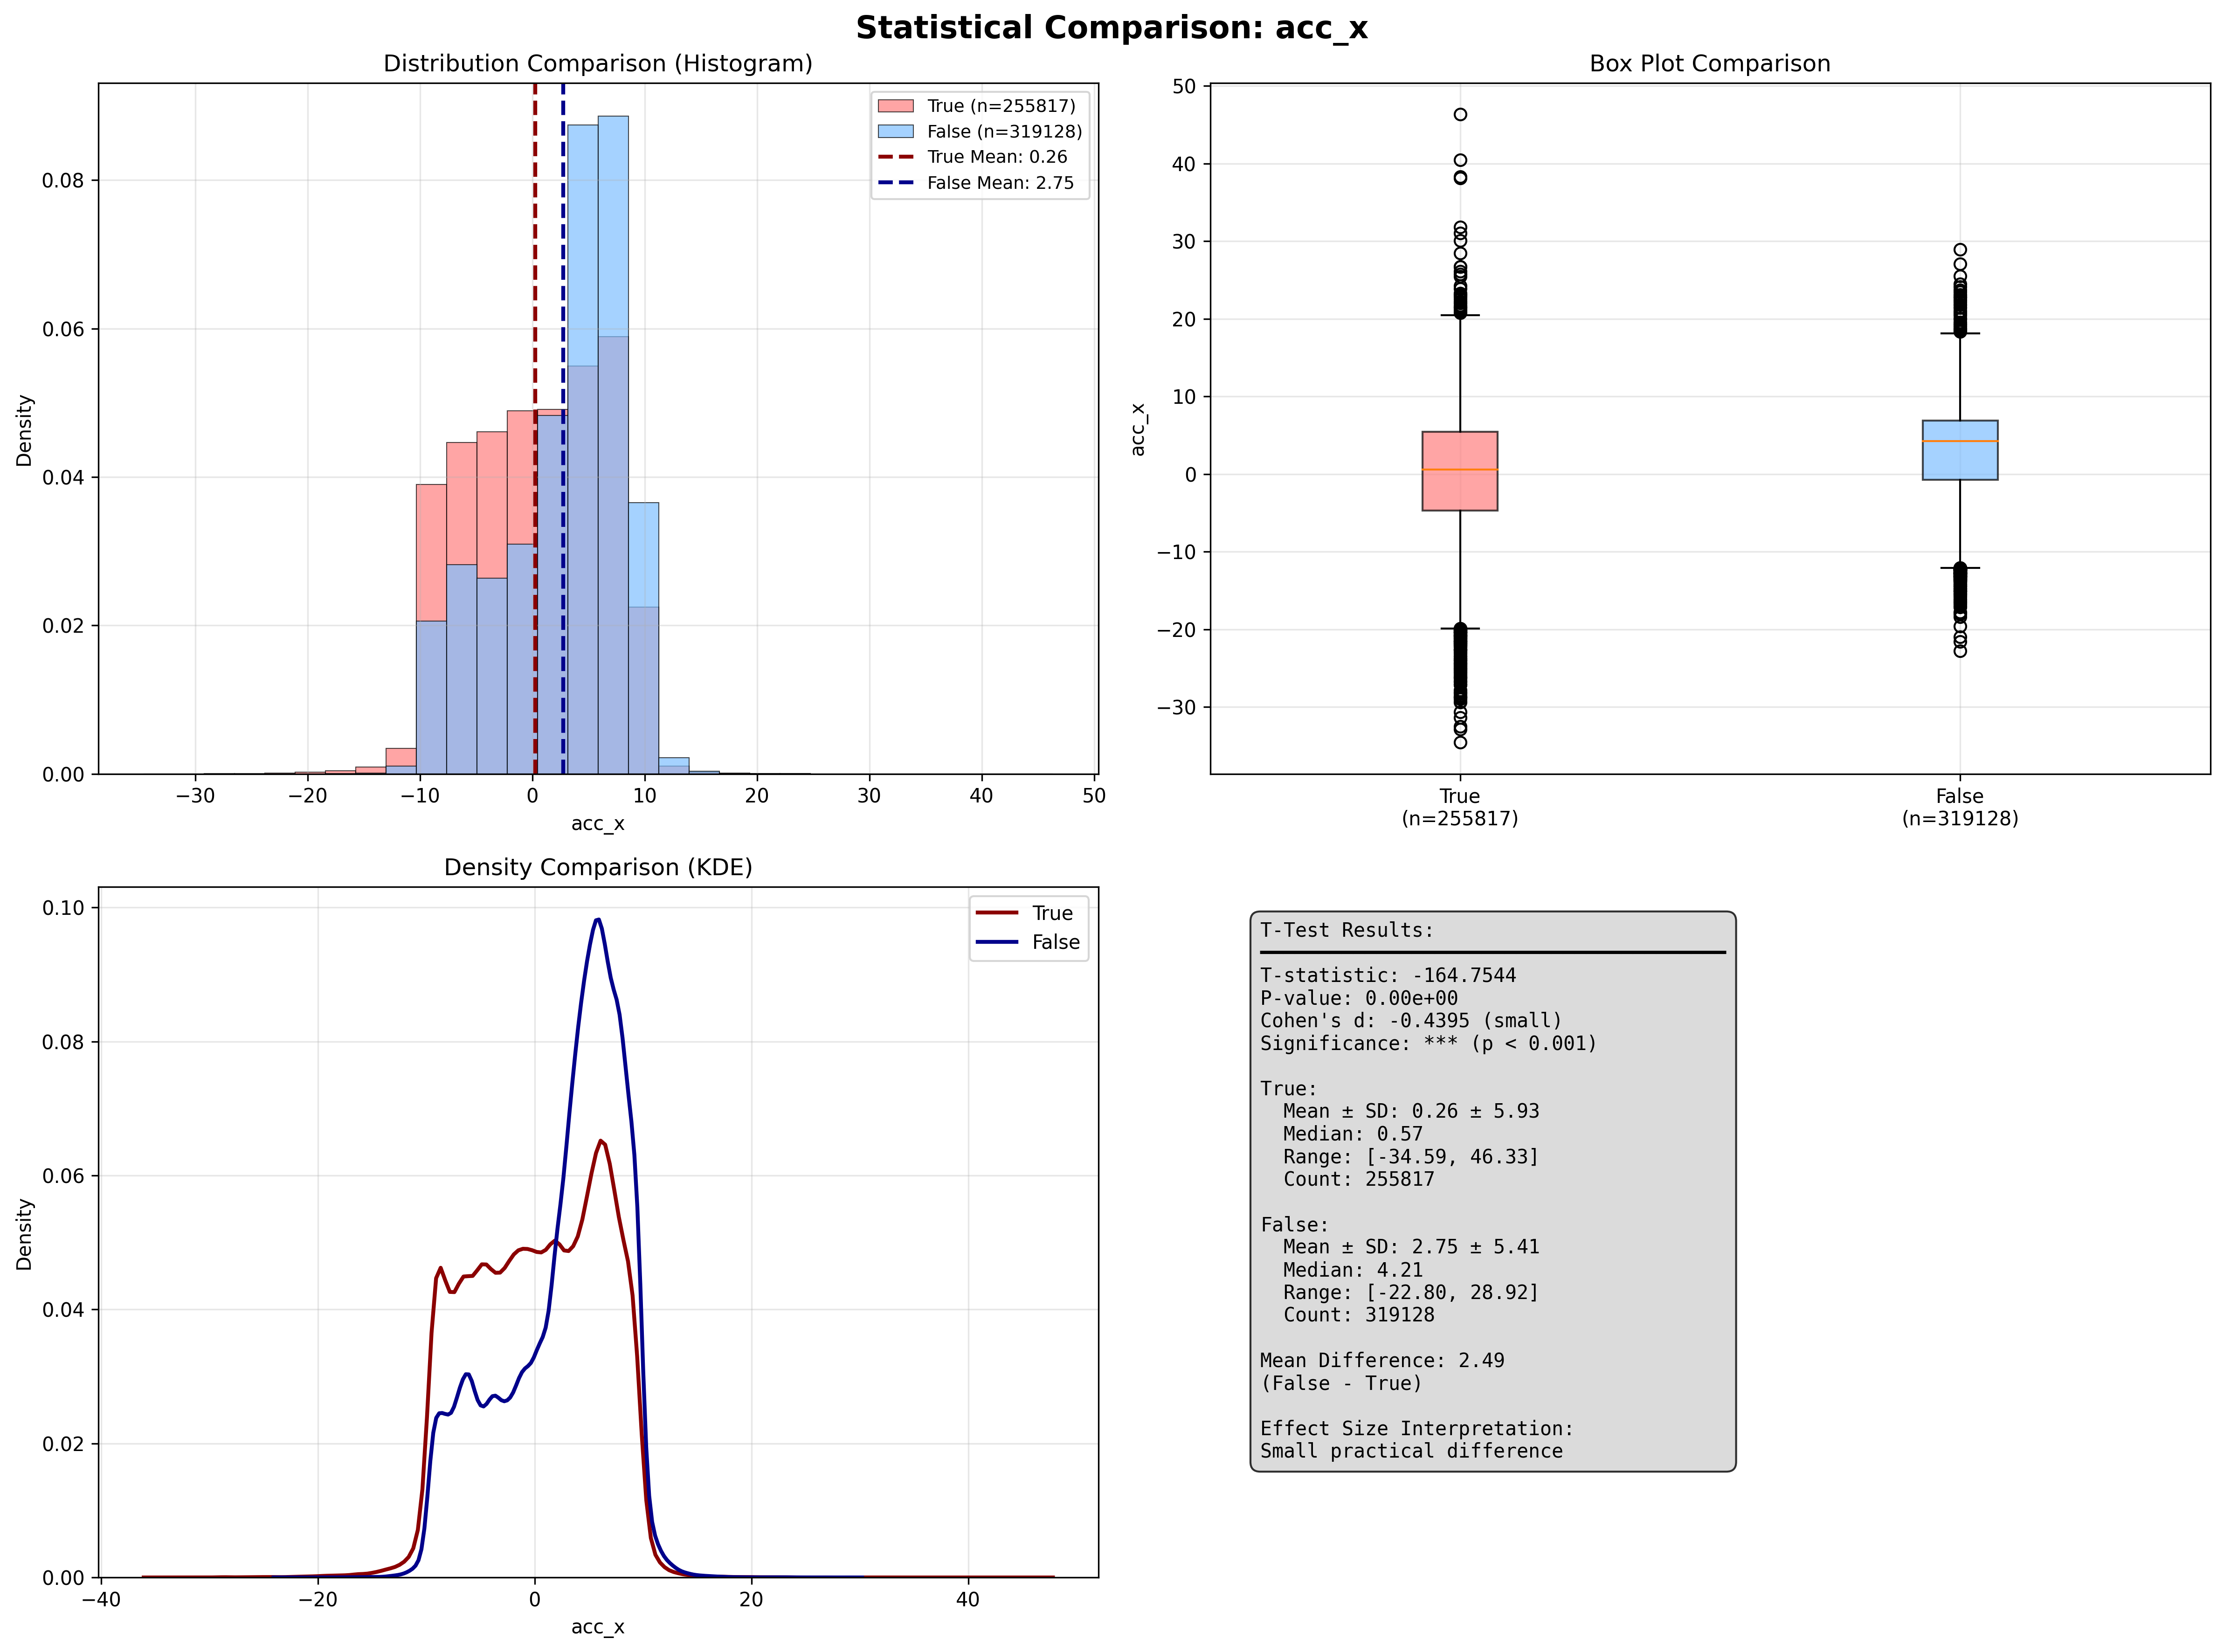 Statistical Comparison: acc_x
Distribution Comparison (Histogram)
True (n=255817)
False (n=319128)
True Mean: 0.26
False Mean: 2.75
Density
0.08
0.06
0.04
0.02
0.00
−30
−20
−10
0
10
20
30
40
50
acc_x
Box Plot Comparison
acc_x
50
40
30
20
10
0
−10
−20
−30
True
(n=255817)
False
(n=319128)
Density Comparison (KDE)
True
False
Density
0.10
0.08
0.06
0.04
0.02
0.00
−40
−20
0
20
40
acc_x
T-Test Results:
T-statistic: -164.7544
P-value: 0.00e+00
Cohen's d: -0.4395 (small)
Significance: *** (p < 0.001)
True:
Mean ± SD: 0.26 ± 5.93
Median: 0.57
Range: [-34.59, 46.33]
Count: 255817
False:
Mean ± SD: 2.75 ± 5.41
Median: 4.21
Range: [-22.80, 28.92]
Count: 319128
Mean Difference: 2.49
(False - True)
Effect Size Interpretation:
Small practical difference